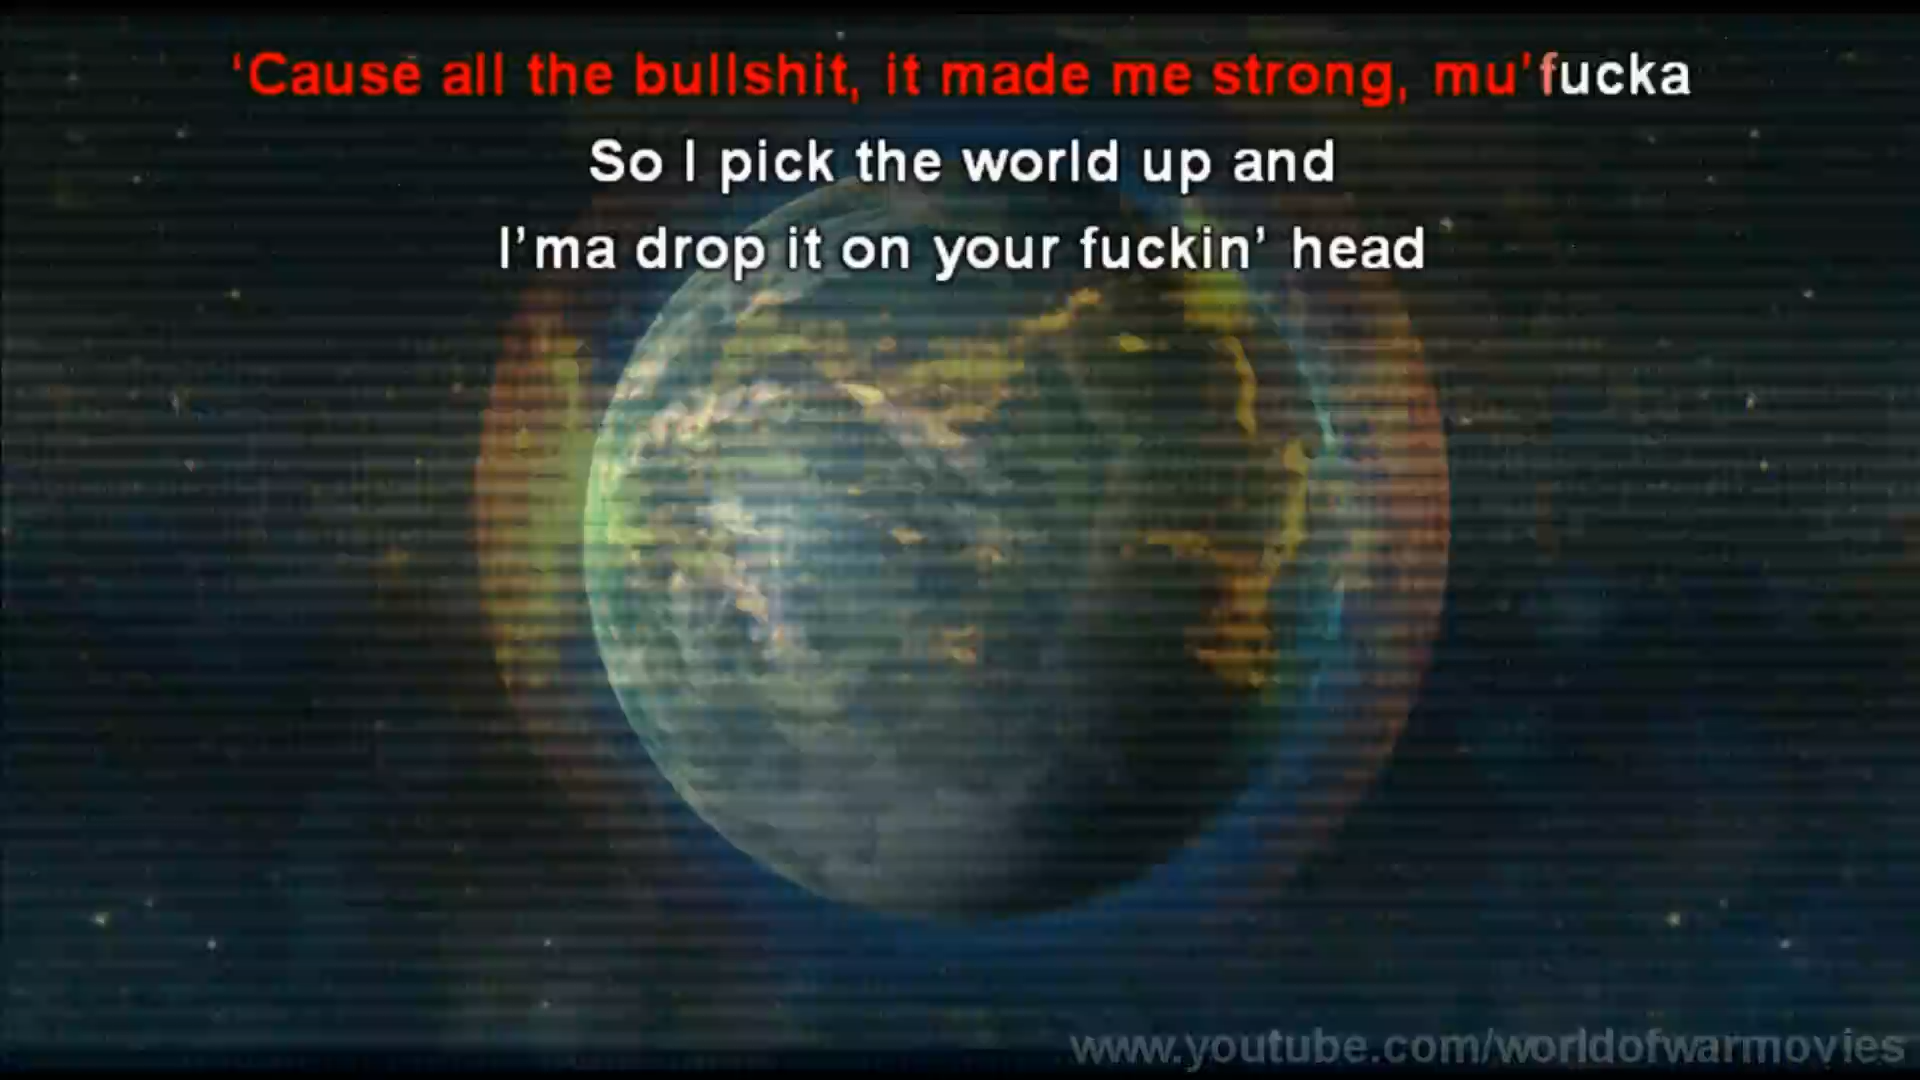 ‘Cause all the bullshit, it made me strong, mu’fucka
So I pick the world up and
I’ma drop it on your fuckin’ head
www.youtube.com/worldofwarmovies